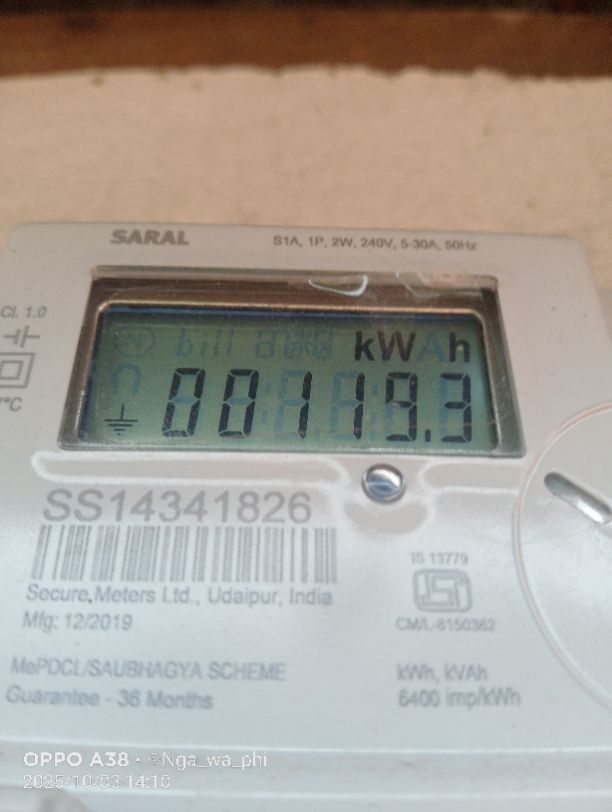 SARAL
S1A, 1P, 2W, 240V, 5-30A, 50Hz
Cl. 1.0
kWh
00119.3
°C
SS14341826
IS 13779
Secure Meters Ltd., Udaipur, India
Mfg: 12/2019
CM/L-8150362
MePDCL/SAUBHAGYA SCHEME
kWh, kVAh
Guarantee - 36 Months
6400 imp/kWh
OPPO A38 · ©Nga_wa_phi
2025/10/03 14:10